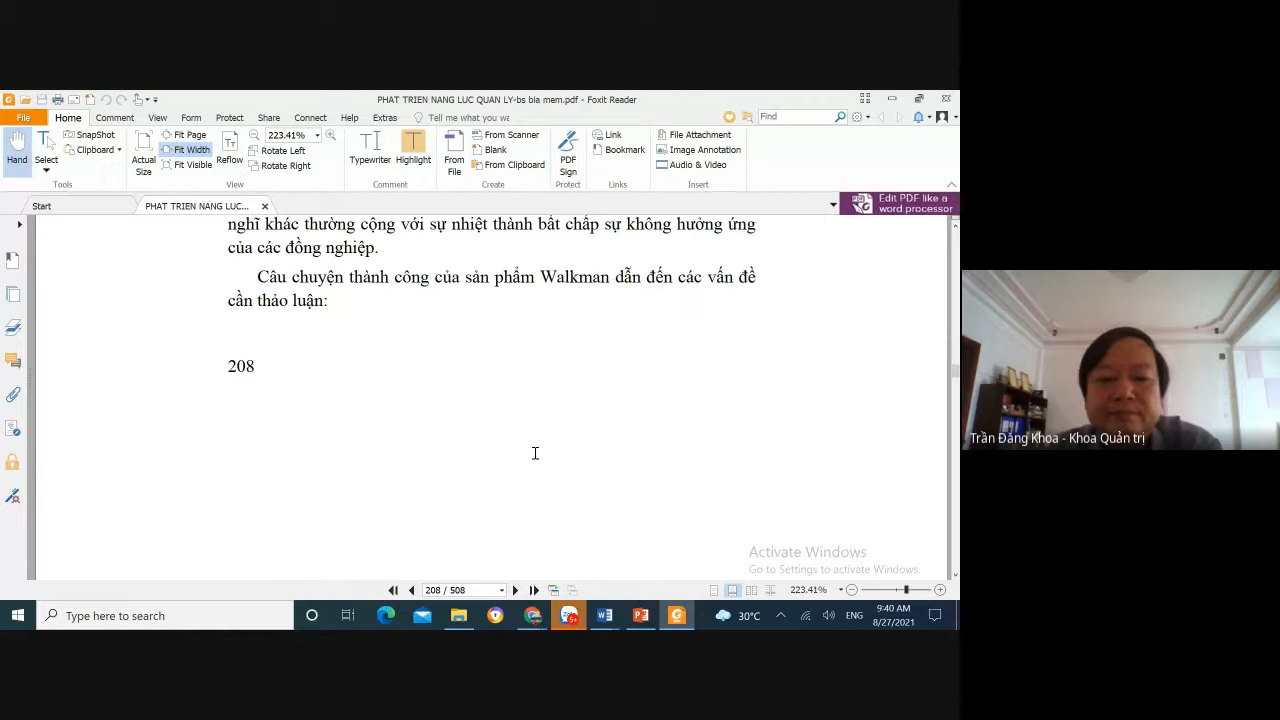 PHAT TRIEN NANG LUC QUAN LY-bs bia mem.pdf - Foxit Reader
File Home Comment View Form Protect Share Connect Help Extras Tell me what you wa Find
Hand
Select
SnapShot
Clipboard
Tools
Actual Size
Fit Page
Fit Width
Fit Visible
Reflow
223.41%
Rotate Left
Rotate Right
View
Typewriter
Highlight
Comment
From File
From Scanner
Blank
From Clipboard
Create
PDF Sign
Protect
Link
Bookmark
Links
File Attachment
Image Annotation
Audio & Video
Insert
Start
PHAT TRIEN NANG LUC...
Edit PDF like a
word processor
nghĩ khác thường cộng với sự nhiệt thành bất chấp sự không hưởng ứng
của các đồng nghiệp.
Câu chuyện thành công của sản phẩm Walkman dẫn đến các vấn đề
cần thảo luận:
208
Activate Windows
Go to Settings to activate Windows.
208 / 508
223.41%
Type here to search
30°C
ENG
9:40 AM
8/27/2021
Trần Đăng Khoa - Khoa Quản trị